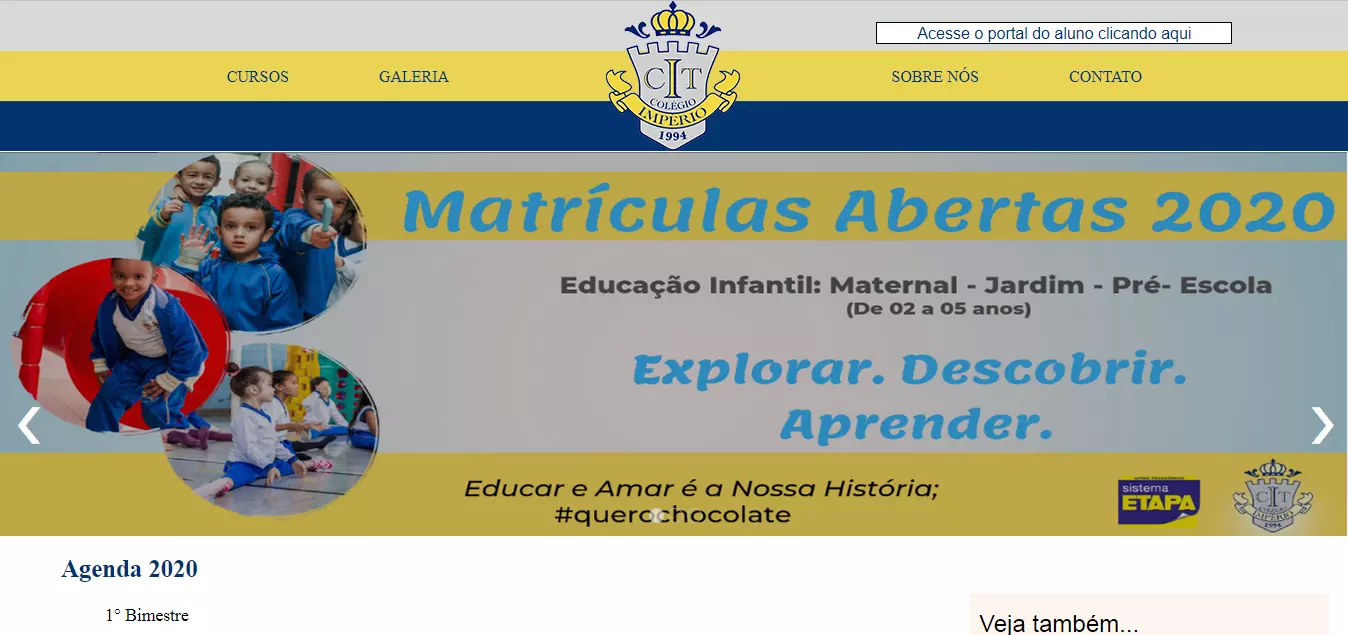 Acesse o portal do aluno clicando aqui
CURSOS
GALERIA
SOBRE NÓS
CONTATO
CIT
COLÉGIO
IMPÉRIO
1994
Matrículas Abertas 2020
Educação Infantil: Maternal - Jardim - Pré- Escola
(De 02 a 05 anos)
Explorar. Descobrir.
Aprender.
Educar e Amar é a Nossa História;
#querochocolate
sistema
ETAPA
CIT
COLÉGIO
IMPÉRIO
1994
Agenda 2020
1° Bimestre
Veja também...